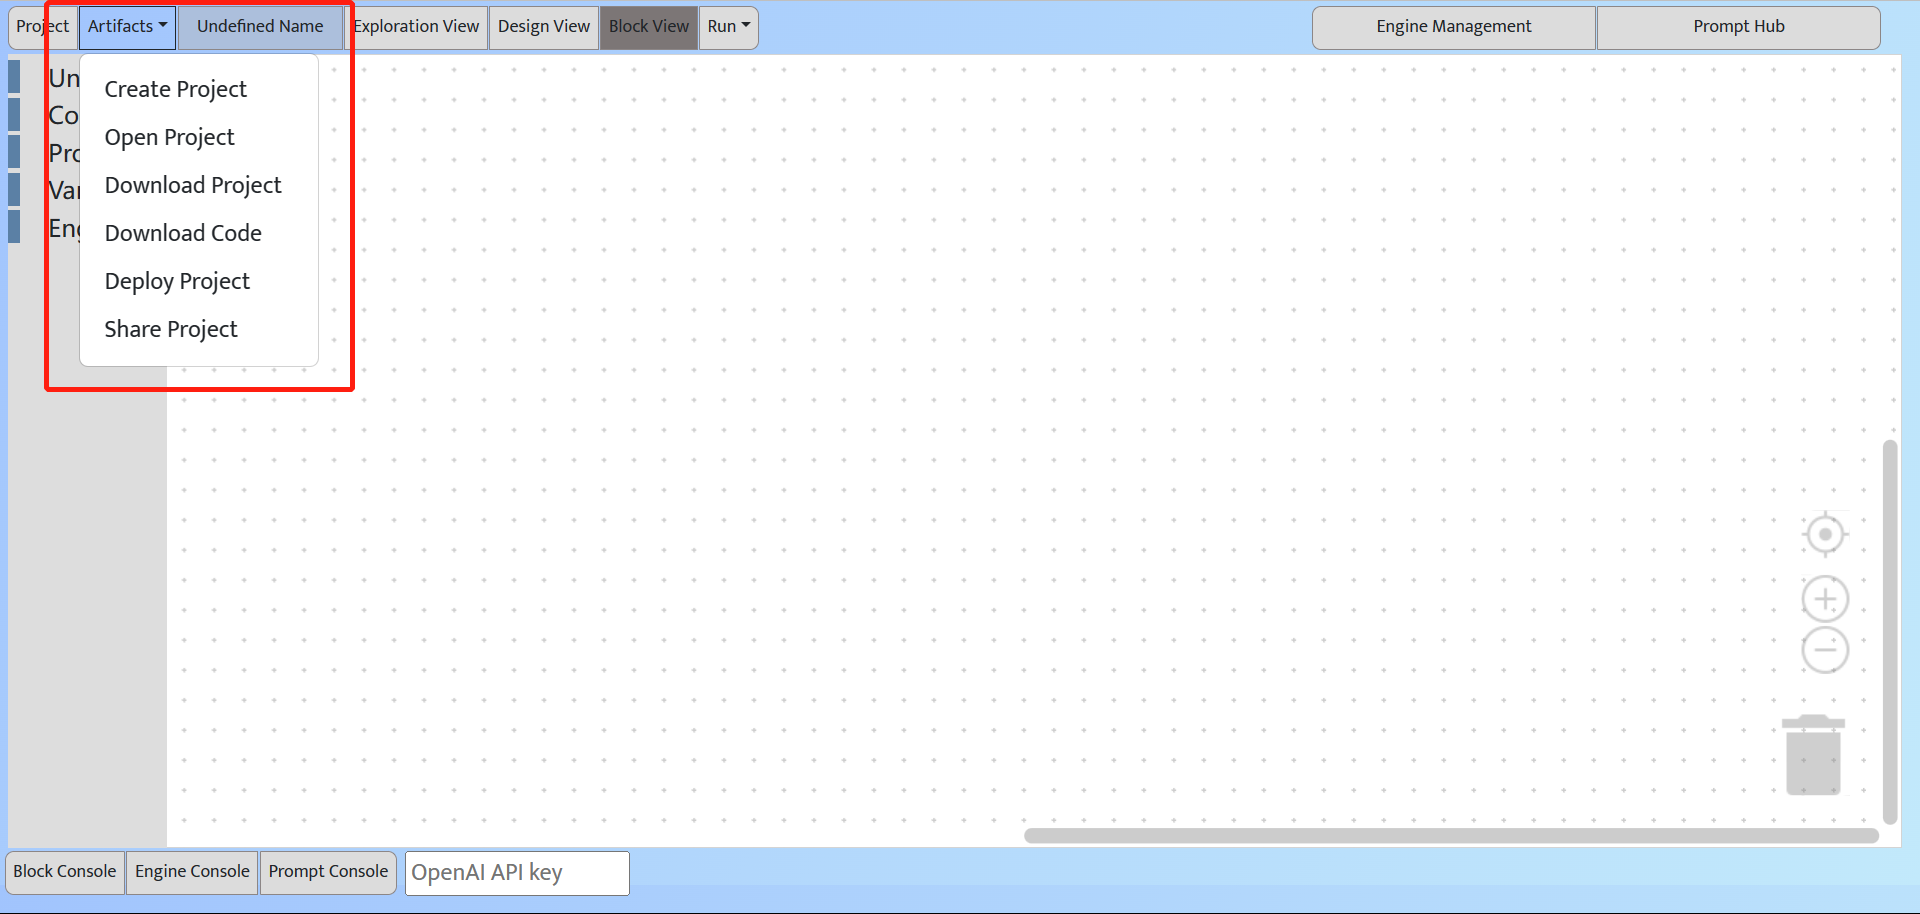 Project Artifacts Undefined Name Exploration View Design View Block View Run Engine Management Prompt Hub
Un
Create Project
Co
Open Project
Pro
Download Project
Var
Download Code
Eng
Deploy Project
Share Project
Block Console Engine Console Prompt Console OpenAI API key